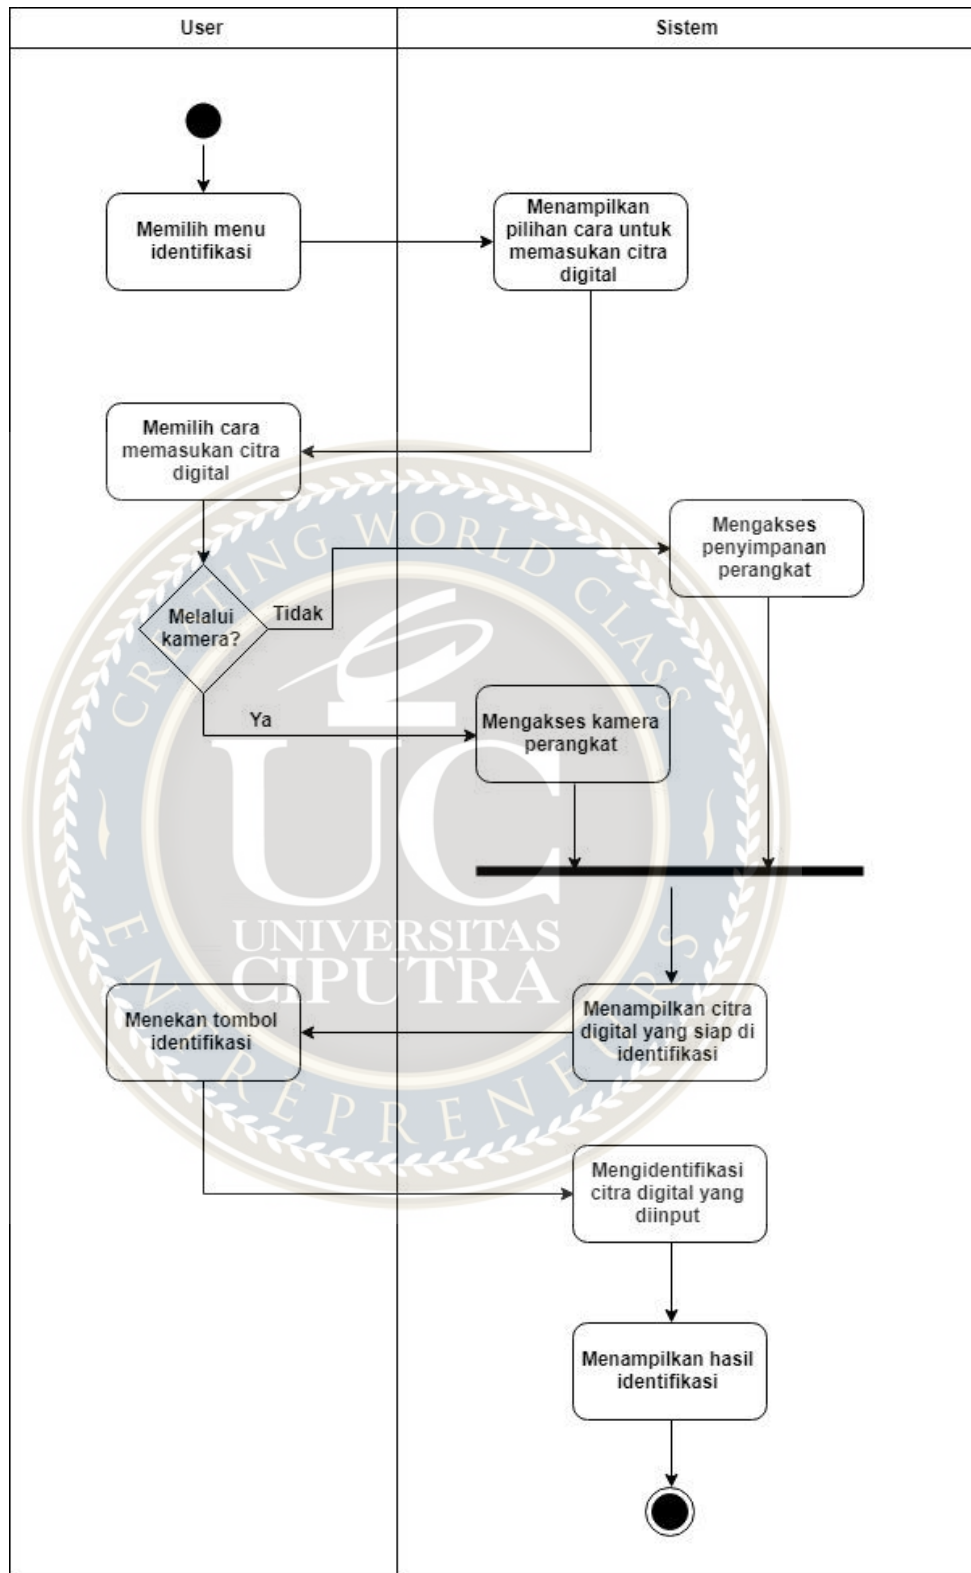 User
Sistem
Memilih menu
identifikasi
Menampilkan
pilihan cara untuk
memasukan citra
digital
Memilih cara
memasukan citra
digital
Mengakses
penyimpanan
perangkat
Melalui
kamera?
Tidak
Ya
Mengakses kamera
perangkat
Menampilkan citra
digital yang siap di
identifikasi
Menekan tombol
identifikasi
Mengidentifikasi
citra digital yang
diinput
Menampilkan hasil
identifikasi
CREATING WORLD CLASS
UC
UNIVERSITAS
CIPUTRA
ENTREPRENEURS